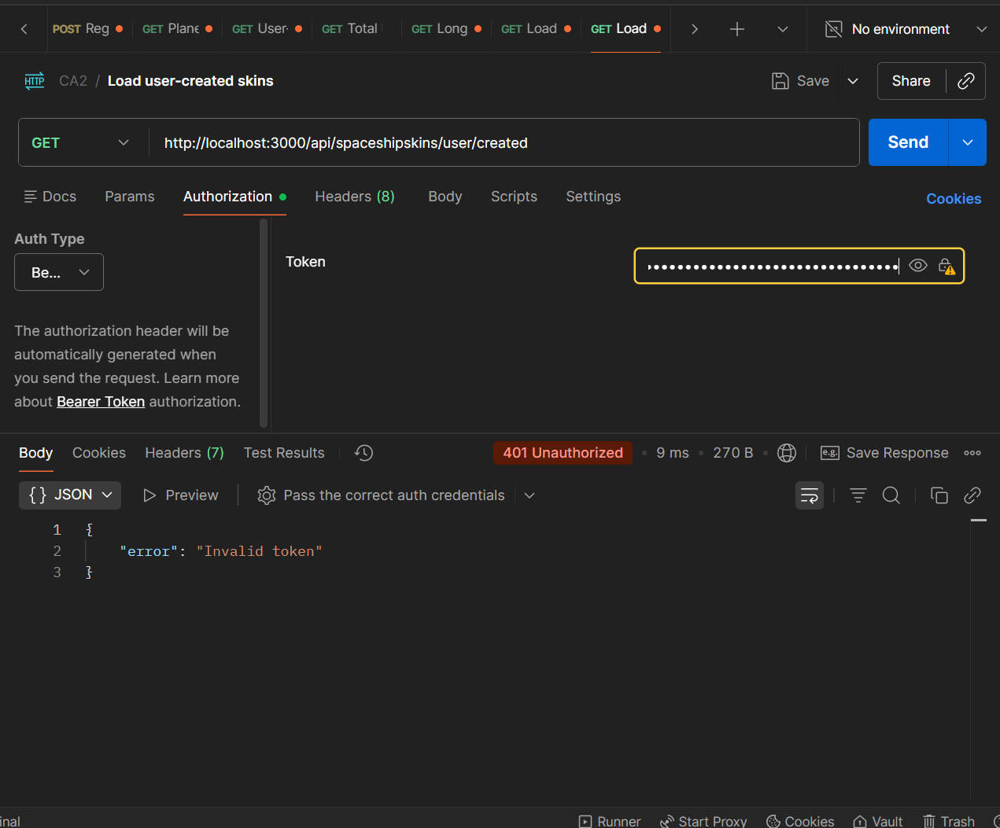 POST Reg GET Plane GET User- GET Total GET Long GET Load GET Load No environment
HTTP CA2 / Load user-created skins Save Share
GET http://localhost:3000/api/spaceshipskins/user/created Send
Docs Params Authorization Headers (8) Body Scripts Settings Cookies
Auth Type
Be...
Token
The authorization header will be
automatically generated when
you send the request. Learn more
about Bearer Token authorization.
Body Cookies Headers (7) Test Results 401 Unauthorized 9 ms 270 B e.g. Save Response
{} JSON Preview Pass the correct auth credentials
1 {
2 "error": "Invalid token"
3 }
inal Runner Start Proxy Cookies Vault Trash